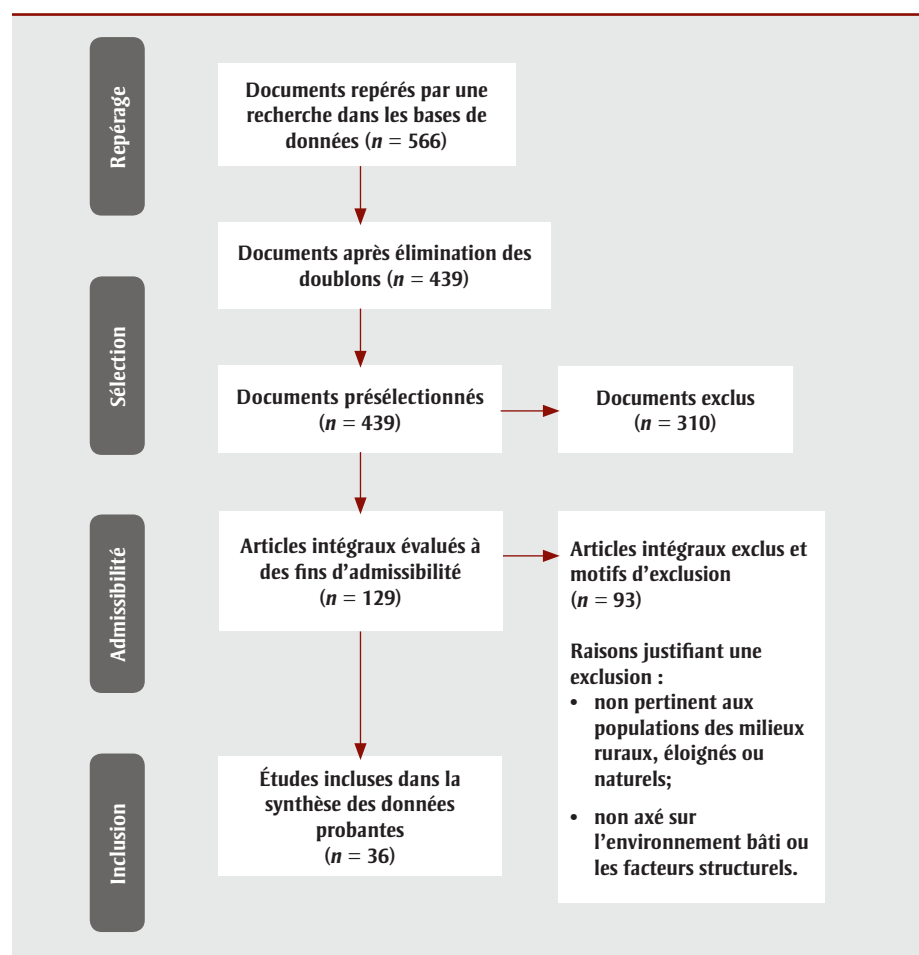 Repérage
Documents repérés par une
recherche dans les bases de
données (n = 566)
Documents après élimination des
doublons (n = 439)
Sélection
Documents présélectionnés
(n = 439)
Documents exclus
(n = 310)
Admissibilité
Articles intégraux évalués à
des fins d'admissibilité
(n = 129)
Articles intégraux exclus et
motifs d'exclusion
(n = 93)
Raisons justifiant une
exclusion :
• non pertinent aux
populations des milieux
ruraux, éloignés ou
naturels;
• non axé sur
l'environnement bâti ou
les facteurs structurels.
Inclusion
Études incluses dans la
synthèse des données
probantes
(n = 36)